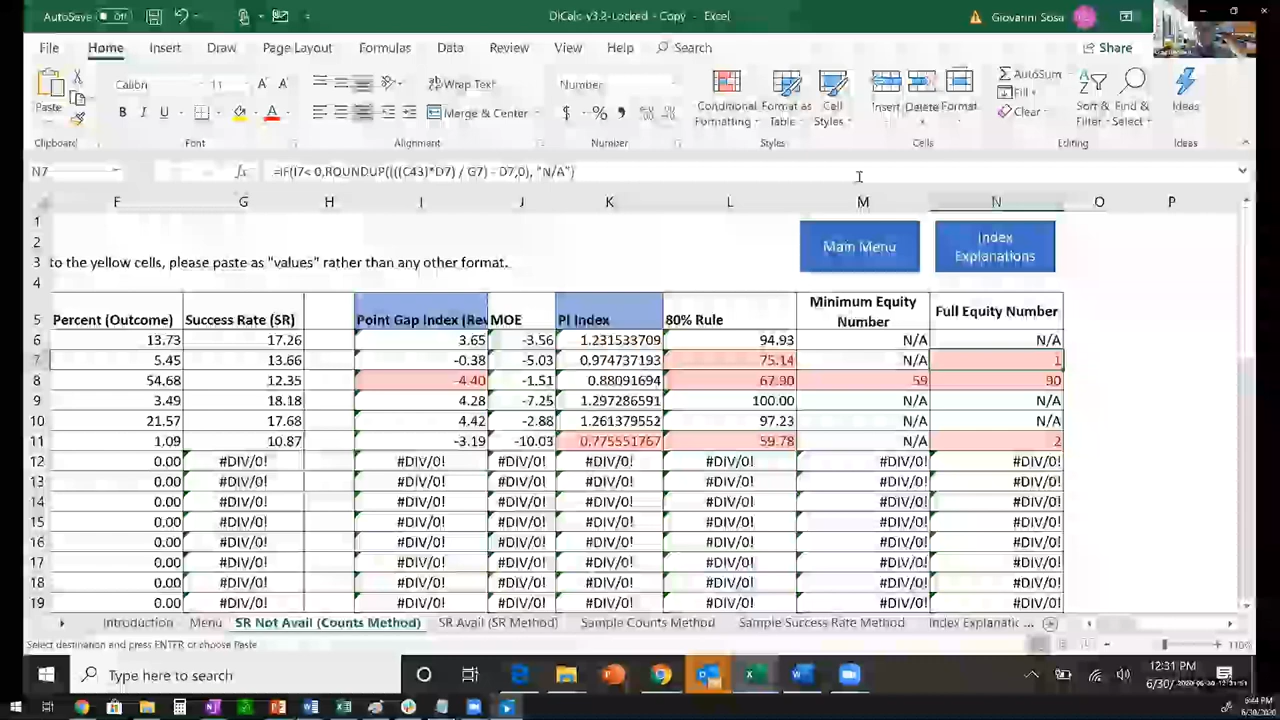 AutoSave Off DICalc -v3.2-Locked - Copy - Excel Giovanni Sosa
File Home Insert Draw Page Layout Formulas Data Review View Help Search Share
Paste Calibri 11 A A Wrap Text Number Conditional Formatting Format as Table Cell Styles Insert Delete Format AutoSum Fill Clear Sort & Filter Find & Select Ideas
B I U Merge & Center $ % ,
Clipboard Font Alignment Number Styles Cells Editing Ideas
N7 fx =IF(I7< 0,ROUNDUP((((C43)*D7) / G7) - D7,0), "N/A")
F G H I J K L M N O P
1
2 Main Menu Index Explanations
3 to the yellow cells, please paste as "values" rather than any other format.
4
5 Percent (Outcome) Success Rate (SR) Point Gap Index (Rev MOE PI Index 80% Rule Minimum Equity Number Full Equity Number
6 13.73 17.26 3.65 -3.56 1.231533709 94.93 N/A N/A
7 5.45 13.66 -0.38 -5.03 0.974737193 75.14 N/A 1
8 54.68 12.35 -4.40 -1.51 0.88091694 67.90 59 90
9 3.49 18.18 4.28 -7.25 1.297286591 100.00 N/A N/A
10 21.57 17.68 4.42 -2.88 1.261379552 97.23 N/A N/A
11 1.09 10.87 -3.19 -10.03 0.775551767 59.78 N/A 2
12 0.00 #DIV/0! #DIV/0! #DIV/0! #DIV/0! #DIV/0! #DIV/0! #DIV/0!
13 0.00 #DIV/0! #DIV/0! #DIV/0! #DIV/0! #DIV/0! #DIV/0! #DIV/0!
14 0.00 #DIV/0! #DIV/0! #DIV/0! #DIV/0! #DIV/0! #DIV/0! #DIV/0!
15 0.00 #DIV/0! #DIV/0! #DIV/0! #DIV/0! #DIV/0! #DIV/0! #DIV/0!
16 0.00 #DIV/0! #DIV/0! #DIV/0! #DIV/0! #DIV/0! #DIV/0! #DIV/0!
17 0.00 #DIV/0! #DIV/0! #DIV/0! #DIV/0! #DIV/0! #DIV/0! #DIV/0!
18 0.00 #DIV/0! #DIV/0! #DIV/0! #DIV/0! #DIV/0! #DIV/0! #DIV/0!
19 0.00 #DIV/0! #DIV/0! #DIV/0! #DIV/0! #DIV/0! #DIV/0! #DIV/0!
Introduction Menu SR Not Avail (Counts Method) SR Avail (SR Method) Sample Counts Method Sample Success Rate Method Index Explanatic ...
Select destination and press ENTER or choose Paste 110%
Type here to search 12:31 PM
6/30/
6:44 PM
6/30/2020